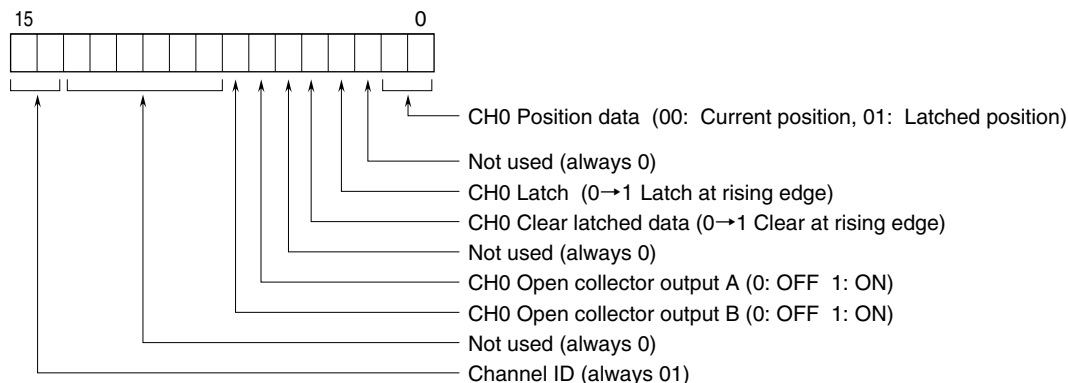 15 0
CH0 Position data (00: Current position, 01: Latched position)
Not used (always 0)
CH0 Latch (0→1 Latch at rising edge)
CH0 Clear latched data (0→1 Clear at rising edge)
Not used (always 0)
CH0 Open collector output A (0: OFF 1: ON)
CH0 Open collector output B (0: OFF 1: ON)
Not used (always 0)
Channel ID (always 01)